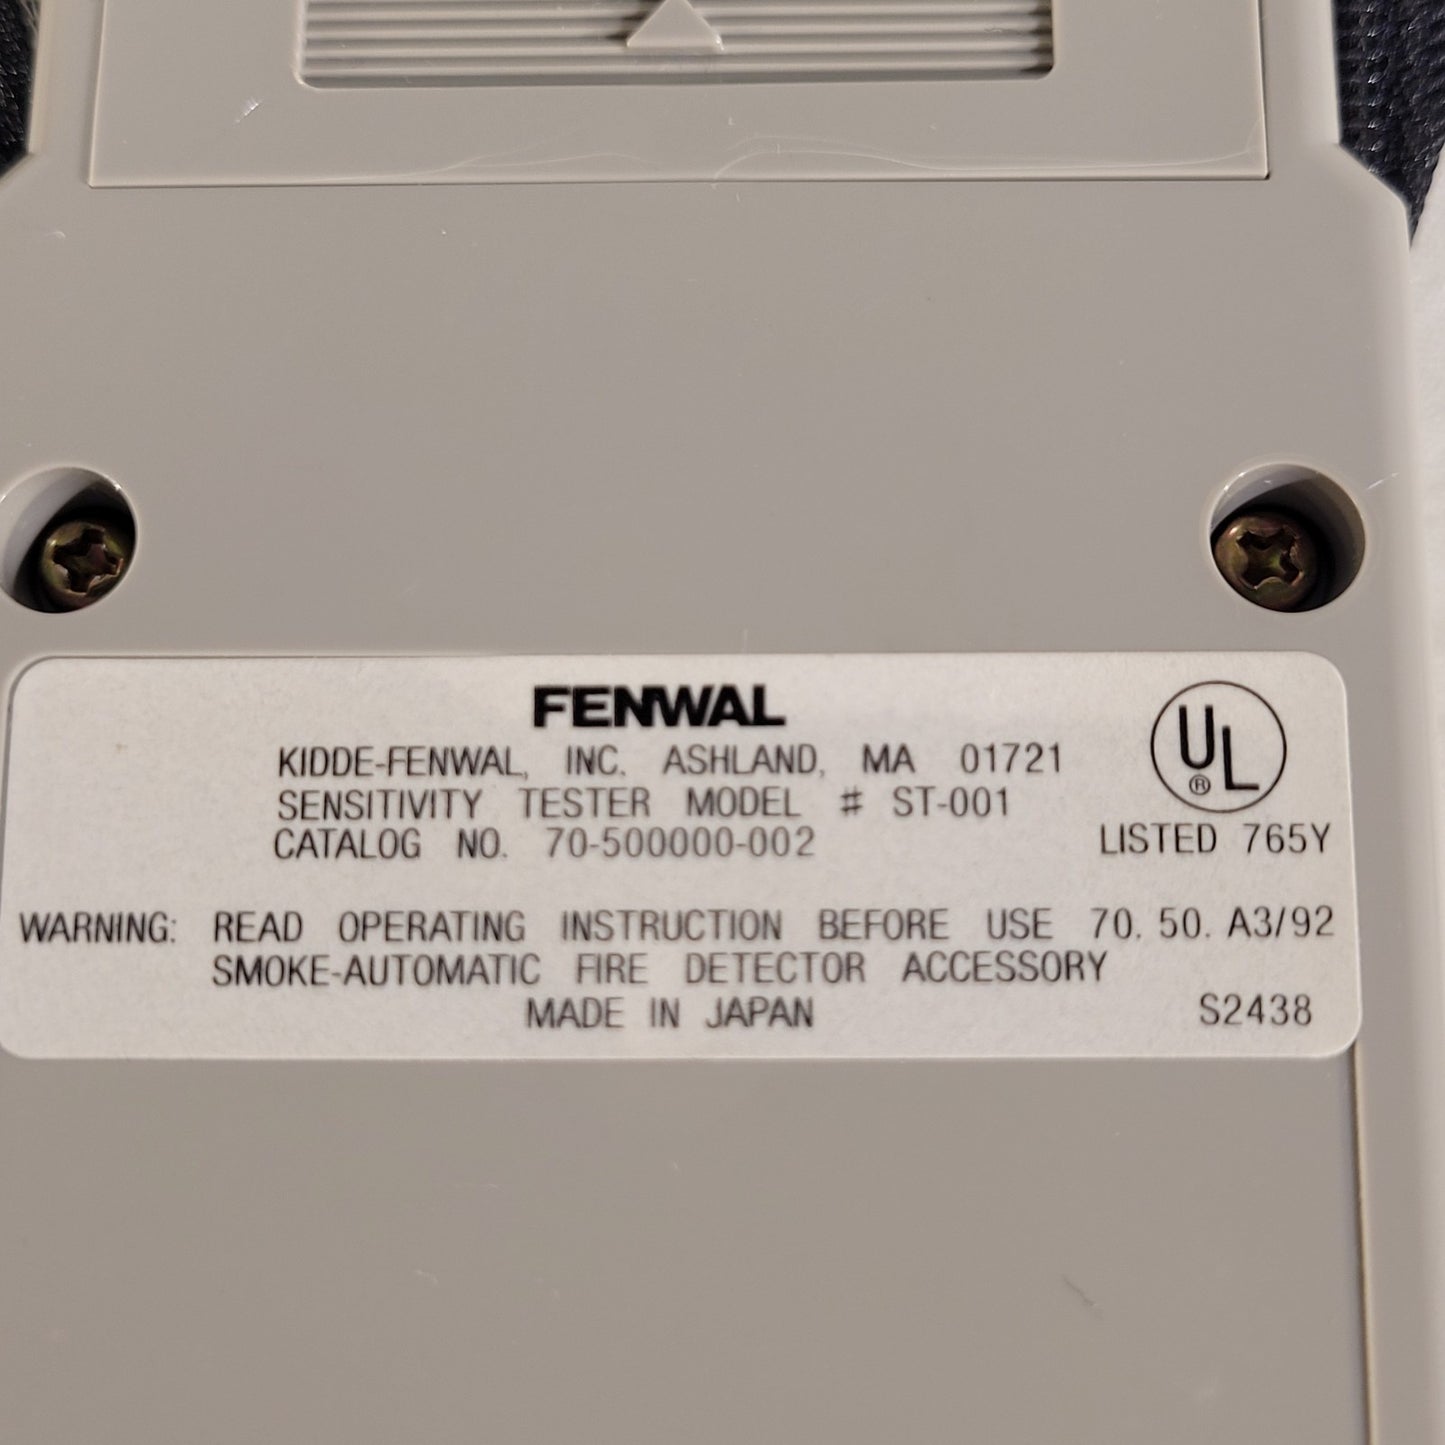 FENWAL
KIDDE-FENWAL, INC. ASHLAND, MA 01721
SENSITIVITY TESTER MODEL # ST-001
CATALOG NO. 70-500000-002
UL®
LISTED 765Y
WARNING: READ OPERATING INSTRUCTION BEFORE USE 70.50.A3/92
SMOKE-AUTOMATIC FIRE DETECTOR ACCESSORY
MADE IN JAPAN S2438